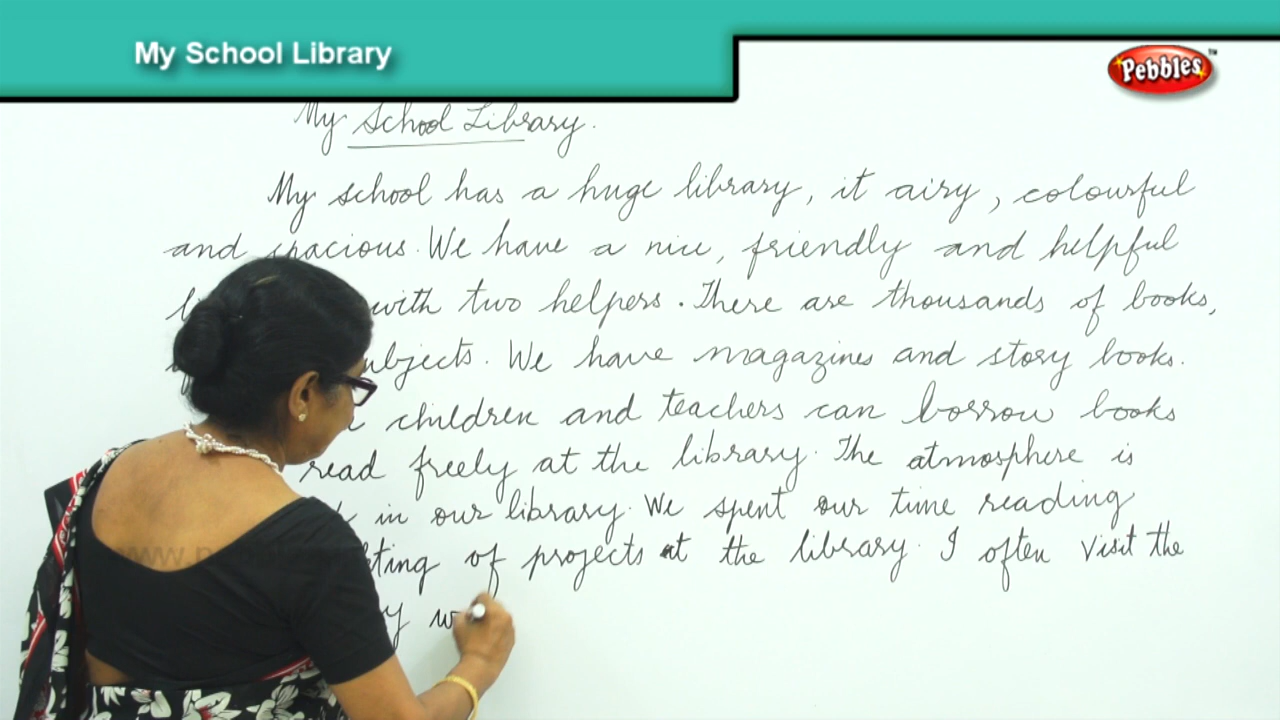 My School Library
Pebbles
TM
My School Library.
My school has a huge library, it airy, colourful
and spacious. We have a nice, friendly and helpful
with two helpers. There are thousands of books,
We have magazines and story books.
children and teachers can borrow books
read freely at the library. The atmosphere is
in our library. We spent our time reading
of projects at the library. I often visit the